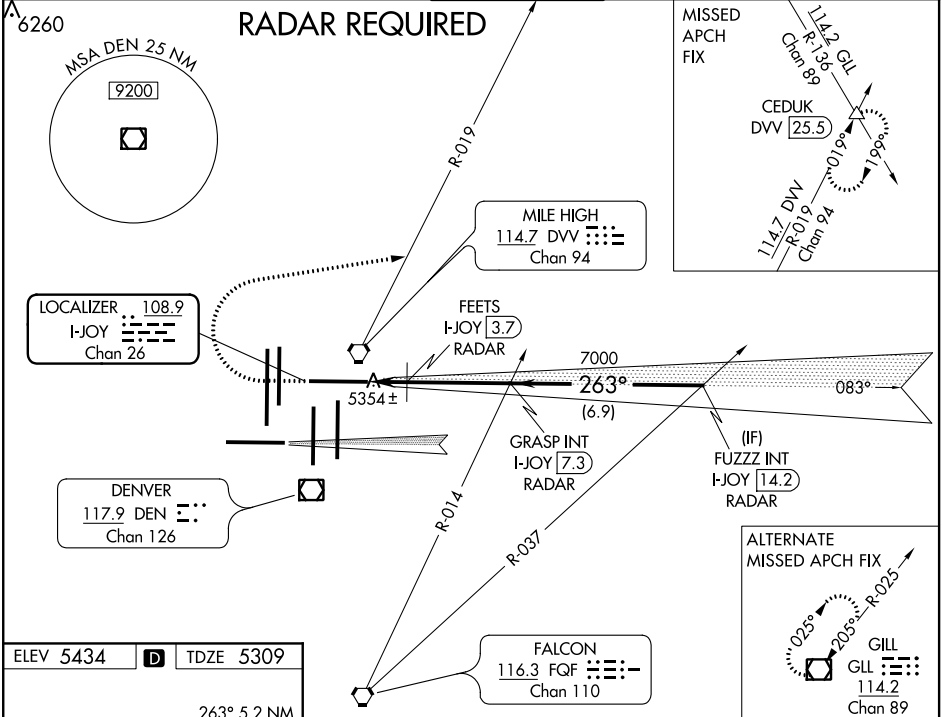 6260
RADAR REQUIRED
MSA DEN 25 NM
9200
R-019
MISSED
APCH
FIX
114.2 GLL
R-136
Chan 89
CEDUK
DVV 25.5
019°
199°
114.7 DVV
R-019
Chan 94
MILE HIGH
114.7 DVV
Chan 94
LOCALIZER 108.9
I-JOY
Chan 26
FEETS
I-JOY 3.7
RADAR
7000
263°
(6.9)
083°
5354±
GRASP INT
I-JOY 7.3
RADAR
(IF)
FUZZZ INT
I-JOY 14.2
RADAR
DENVER
117.9 DEN
Chan 126
R-014
R-037
ALTERNATE
MISSED APCH FIX
R-025
025°
205°
GILL
GLL
114.2
Chan 89
FALCON
116.3 FQF
Chan 110
ELEV 5434 D TDZE 5309
263° 5.2 NM